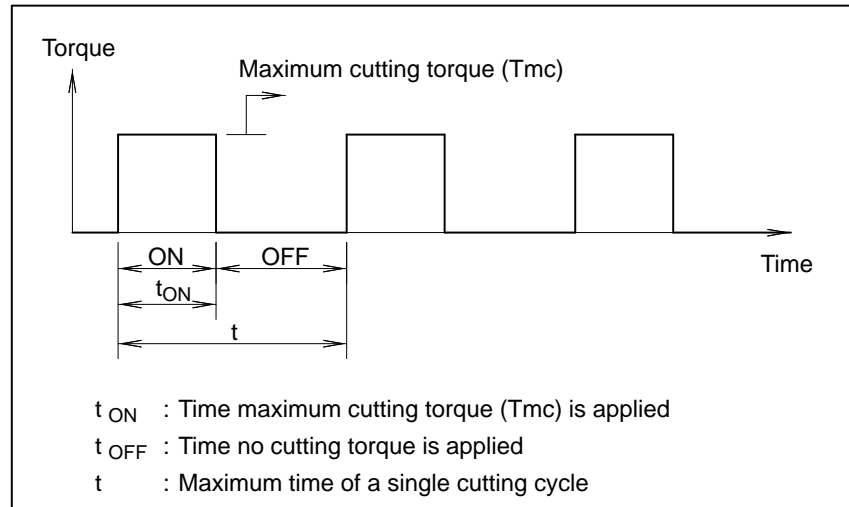 Torque
Maximum cutting torque (Tmc)
ON OFF
Time
tON
t
t ON : Time maximum cutting torque (Tmc) is applied
t OFF : Time no cutting torque is applied
t : Maximum time of a single cutting cycle